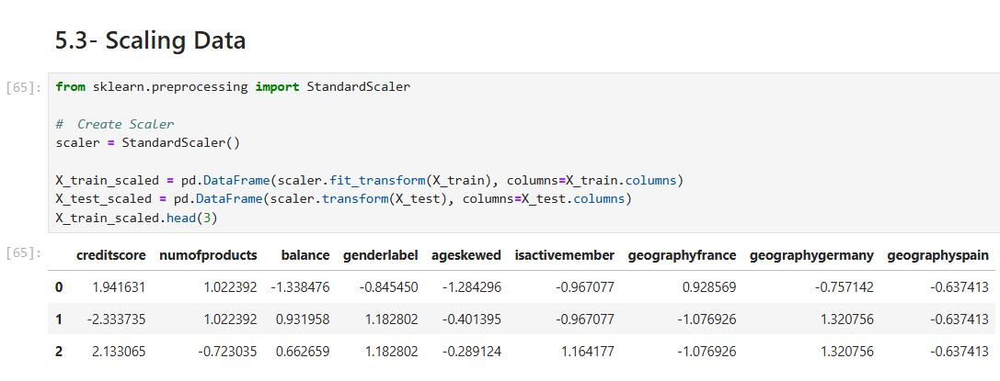 5.3- Scaling Data
[65]: from sklearn.preprocessing import StandardScaler
#  Create Scaler
scaler = StandardScaler()
X_train_scaled = pd.DataFrame(scaler.fit_transform(X_train), columns=X_train.columns)
X_test_scaled = pd.DataFrame(scaler.transform(X_test), columns=X_test.columns)
X_train_scaled.head(3)
[65]: creditscore numofproducts balance genderlabel ageskewed isactivemember geographyfrance geographygermany geographyspain
0 1.941631 1.022392 -1.338476 -0.845450 -1.284296 -0.967077 0.928569 -0.757142 -0.637413
1 -2.333735 1.022392 0.931958 1.182802 -0.401395 -0.967077 -1.076926 1.320756 -0.637413
2 2.133065 -0.723035 0.662659 1.182802 -0.289124 1.164177 -1.076926 1.320756 -0.637413